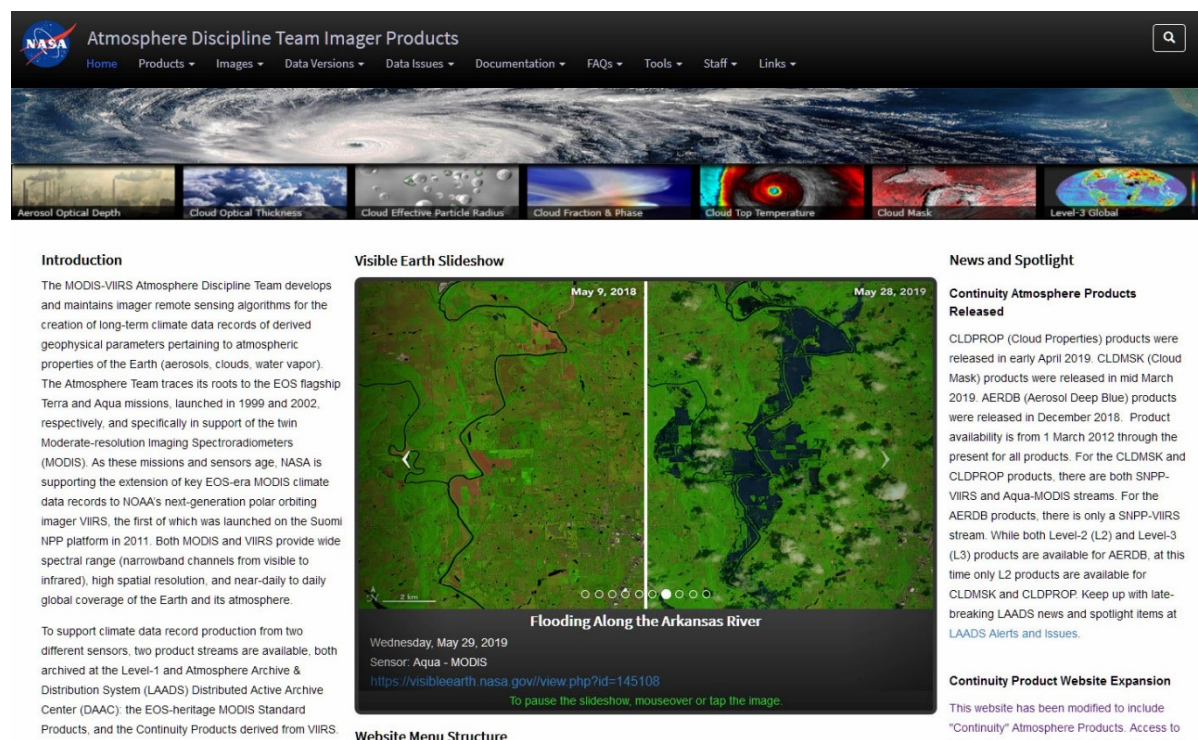 NASA
Atmosphere Discipline Team Imager Products
Home Products Images Data Versions Data Issues Documentation FAQs Tools Staff Links
Aerosol Optical Depth
Cloud Optical Thickness
Cloud Effective Particle Radius
Cloud Fraction & Phase
Cloud Top Temperature
Cloud Mask
Level-3 Global
Introduction
The MODIS-VIIRS Atmosphere Discipline Team develops
and maintains imager remote sensing algorithms for the
creation of long-term climate data records of derived
geophysical parameters pertaining to atmospheric
properties of the Earth (aerosols, clouds, water vapor).
The Atmosphere Team traces its roots to the EOS flagship
Terra and Aqua missions, launched in 1999 and 2002,
respectively, and specifically in support of the twin
Moderate-resolution Imaging Spectroradiometers
(MODIS). As these missions and sensors age, NASA is
supporting the extension of key EOS-era MODIS climate
data records to NOAA's next-generation polar orbiting
imager VIIRS, the first of which was launched on the Suomi
NPP platform in 2011. Both MODIS and VIIRS provide wide
spectral range (narrowband channels from visible to
infrared), high spatial resolution, and near-daily to daily
global coverage of the Earth and its atmosphere.
To support climate data record production from two
different sensors, two product streams are available, both
archived at the Level-1 and Atmosphere Archive &
Distribution System (LAADS) Distributed Active Archive
Center (DAAC): the EOS-heritage MODIS Standard
Products, and the Continuity Products derived from VIIRS.
Visible Earth Slideshow
May 9, 2018
May 28, 2019
N
2 km
Flooding Along the Arkansas River
Wednesday, May 29, 2019
Sensor: Aqua - MODIS
https://visibleearth.nasa.gov//view.php?id=145108
To pause the slideshow, mouseover or tap the image.
Website Menu Structure
News and Spotlight
Continuity Atmosphere Products
Released
CLDPROP (Cloud Properties) products were
released in early April 2019. CLDMSK (Cloud
Mask) products were released in mid March
2019. AERDB (Aerosol Deep Blue) products
were released in December 2018. Product
availability is from 1 March 2012 through the
present for all products. For the CLDMSK and
CLDPROP products, there are both SNPP-
VIIRS and Aqua-MODIS streams. For the
AERDB products, there is only a SNPP-VIIRS
stream. While both Level-2 (L2) and Level-3
(L3) products are available for AERDB, at this
time only L2 products are available for
CLDMSK and CLDPROP. Keep up with late-
breaking LAADS news and spotlight items at
LAADS Alerts and Issues.
Continuity Product Website Expansion
This website has been modified to include
"Continuity" Atmosphere Products. Access to